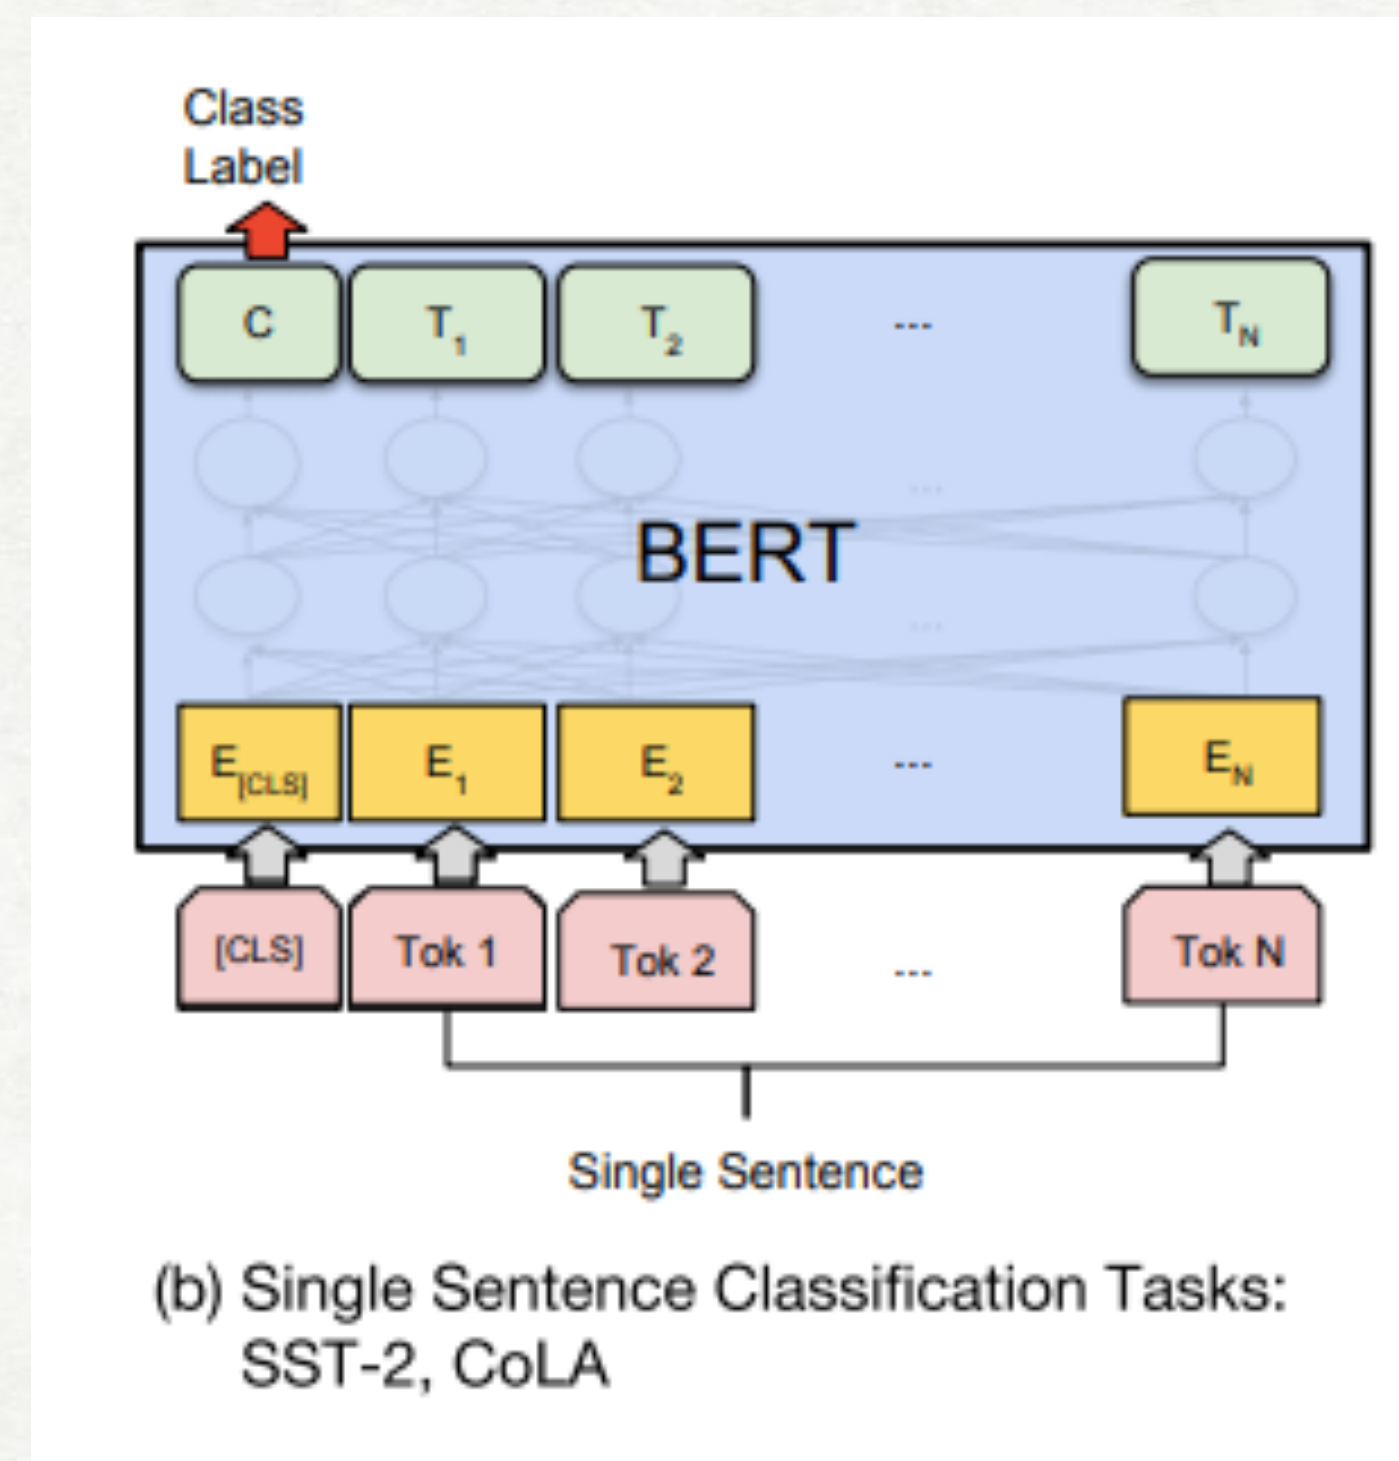 Class
Label
C T1 T2 --- TN
... 
BERT
...
E[CLS] E1 E2 --- EN
[CLS] Tok 1 Tok 2 --- Tok N
Single Sentence
(b) Single Sentence Classification Tasks:
SST-2, CoLA